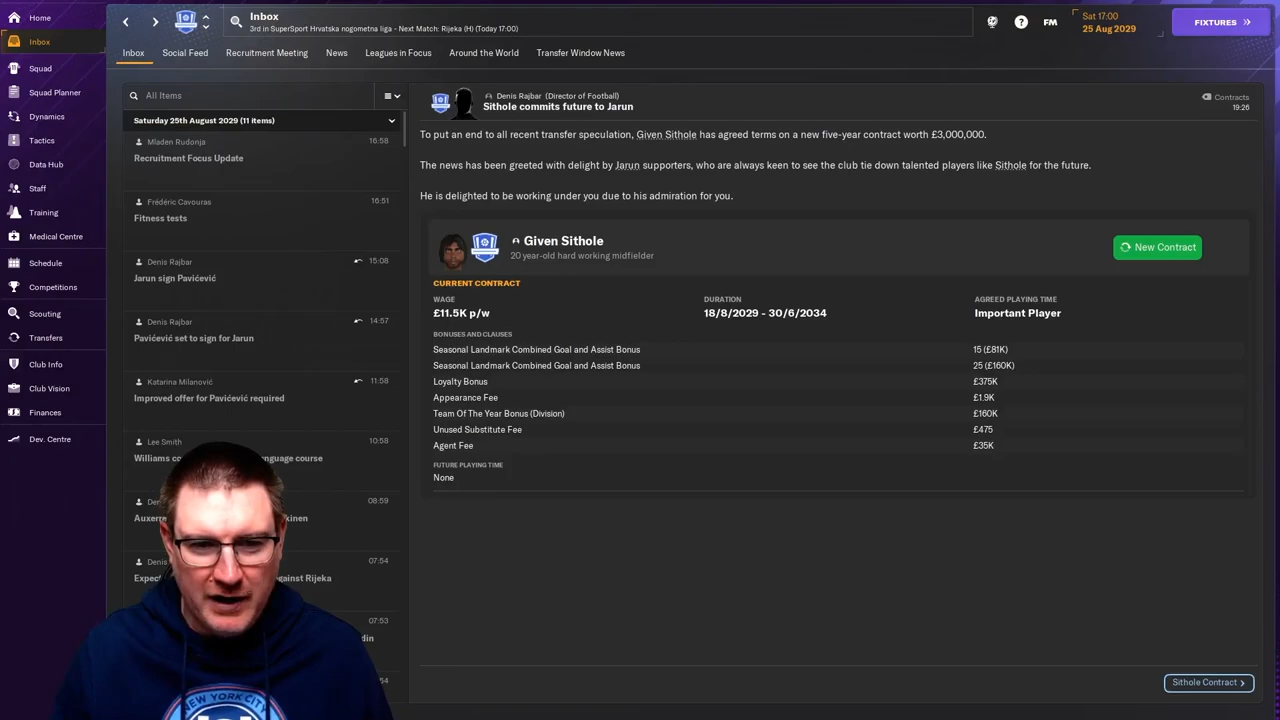 Home
Inbox
Squad
Squad Planner
Dynamics
Tactics
Data Hub
Staff
Training
Medical Centre
Schedule
Competitions
Scouting
Transfers
Club Info
Club Vision
Finances
Dev. Centre
Inbox
3rd in SuperSport Hrvatska nogometna liga - Next Match: Rijeka (H) (Today 17:00)
?
FM
Sat 17:00
25 Aug 2029
FIXTURES
Inbox
Social Feed
Recruitment Meeting
News
Leagues in Focus
Around the World
Transfer Window News
All Items
Saturday 25th August 2029 (11 items)
Mladen Rudonja
16:58
Recruitment Focus Update
Frédéric Cavouras
16:51
Fitness tests
Denis Rajbar
15:08
Jarun sign Pavićević
Denis Rajbar
14:57
Pavićević set to sign for Jarun
Katarina Milanović
11:58
Improved offer for Pavićević required
Lee Smith
10:58
Williams co
nguage course
Den
08:59
Auxerre
kinen
Denis
07:54
Expect
gainst Rijeka
07:53
din
54
NEW YORK CITY
Denis Rajbar (Director of Football)
Sithole commits future to Jarun
Contracts
19:26
To put an end to all recent transfer speculation, Given Sithole has agreed terms on a new five-year contract worth £3,000,000.
The news has been greeted with delight by Jarun supporters, who are always keen to see the club tie down talented players like Sithole for the future.
He is delighted to be working under you due to his admiration for you.
Given Sithole
20 year-old hard working midfielder
New Contract
CURRENT CONTRACT
WAGE
DURATION
AGREED PLAYING TIME
£11.5K p/w
18/8/2029 - 30/6/2034
Important Player
BONUSES AND CLAUSES
Seasonal Landmark Combined Goal and Assist Bonus
15 (£81K)
Seasonal Landmark Combined Goal and Assist Bonus
25 (£160K)
Loyalty Bonus
£375K
Appearance Fee
£1.9K
Team Of The Year Bonus (Division)
£160K
Unused Substitute Fee
£475
Agent Fee
£35K
FUTURE PLAYING TIME
None
Sithole Contract